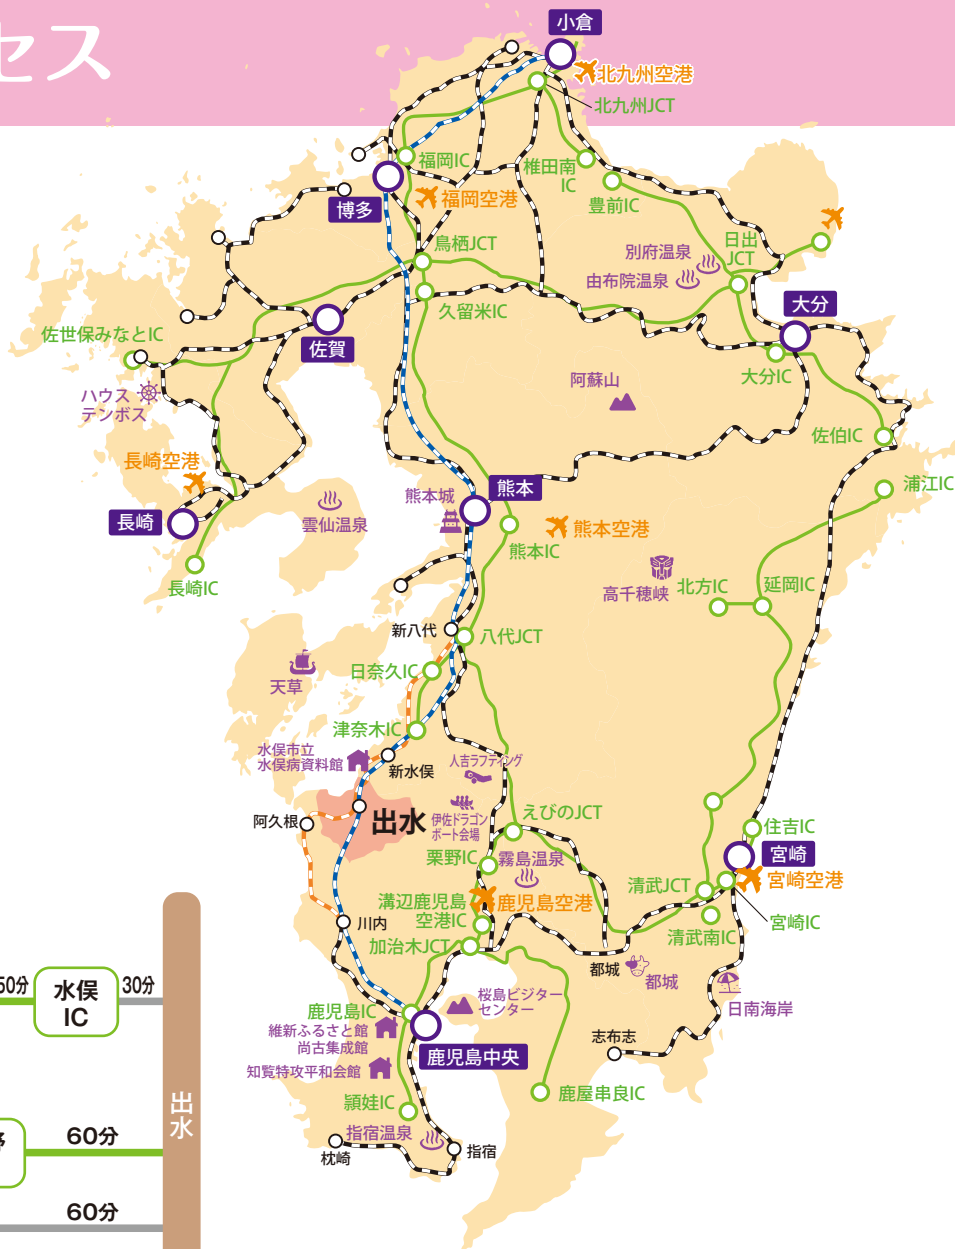 セス
小倉
北九州空港
北九州JCT
福岡IC
椎田南
IC
豊前IC
博多
福岡空港
鳥栖JCT
別府温泉
日出
JCT
由布院温泉
久留米IC
大分
佐世保みなとIC
佐賀
大分IC
阿蘇山
ハウス
テンボス
佐伯IC
長崎空港
浦江IC
長崎
熊本城
熊本
雲仙温泉
熊本空港
熊本IC
長崎IC
高千穂峡
北方IC
延岡IC
新八代
八代JCT
天草
日奈久IC
津奈木IC
水俣市立
水俣病資料館
新水俣
人吉ラフティング
阿久根
出水
伊佐ドラゴン
ボート会場
えびのJCT
住吉IC
栗野IC
霧島温泉
宮崎
清武JCT
宮崎空港
溝辺鹿児島
空港IC
鹿児島空港
宮崎IC
川内
清武南IC
加治木JCT
都城
都城
50分
水俣
IC
30分
桜島ビジター
センター
日南海岸
鹿児島IC
維新ふるさと館
尚古集成館
鹿児島中央
志布志
知覧特攻平和会館
鹿屋串良IC
頴娃IC
出水
60分
指宿温泉
枕崎
指宿
60分